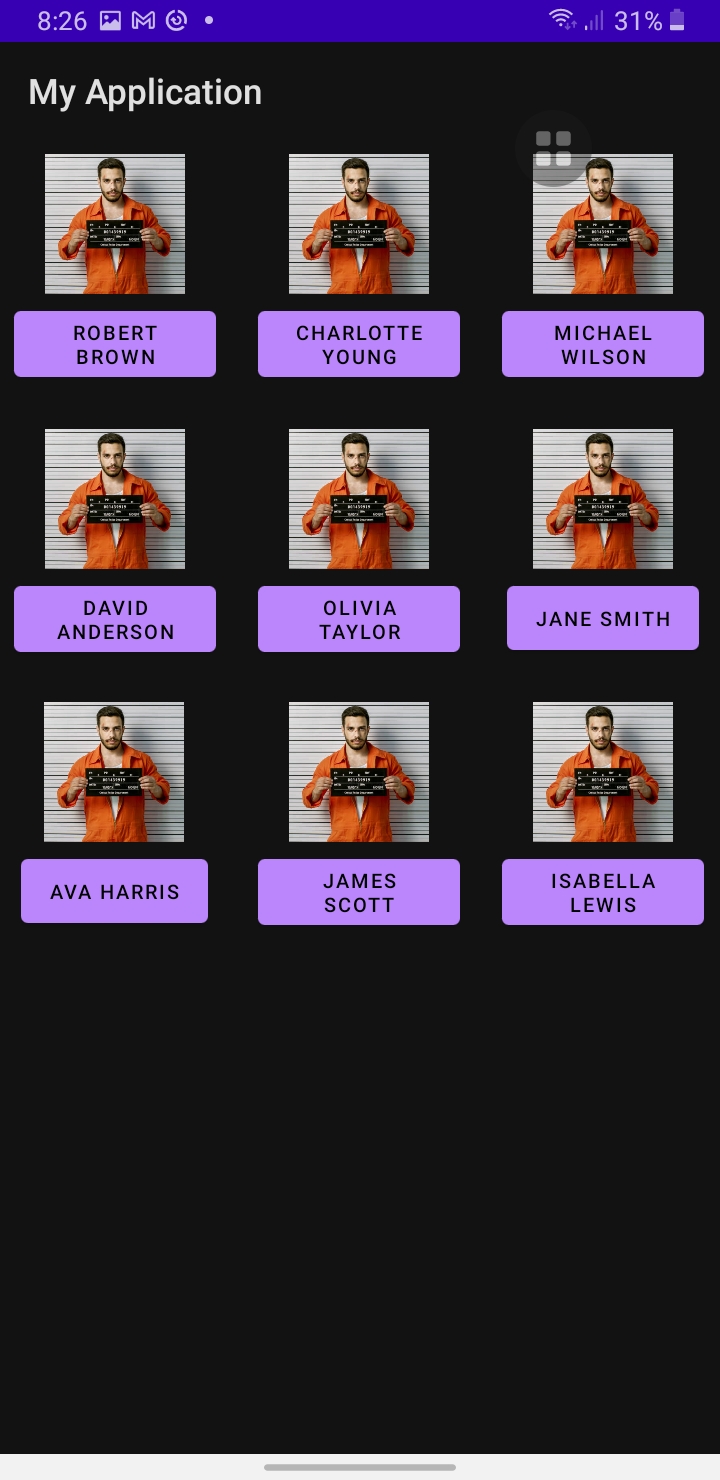 8:26 31%
My Application
ROBERT
BROWN
CHARLOTTE
YOUNG
MICHAEL
WILSON
DAVID
ANDERSON
OLIVIA
TAYLOR
JANE SMITH
AVA HARRIS
JAMES
SCOTT
ISABELLA
LEWIS